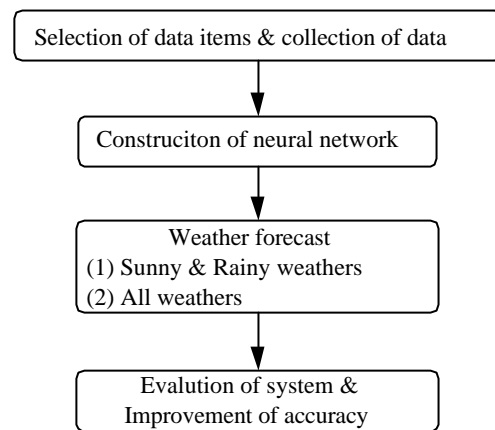 Selection of data items & collection of data
Construciton of neural network
Weather forecast
(1) Sunny & Rainy weathers
(2) All weathers
Evalution of system &
Improvement of accuracy